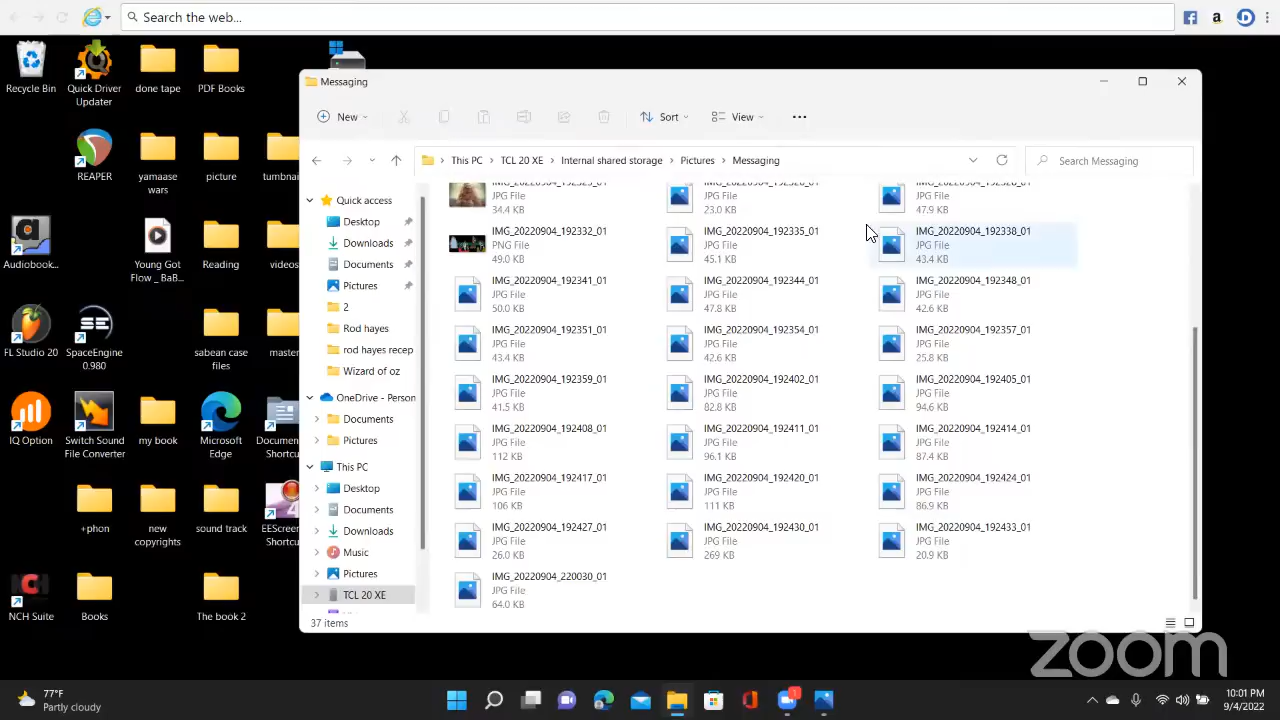 Search the web...
Recycle Bin
Quick Driver
Updater
done tape
PDF Books
REAPER
yamaase
wars
picture
tumbnai
Audiobook...
Young Got
Flow _ BaB...
Reading
videos
FL Studio 20
SpaceEngine
0.980
sabean case
files
master
IQ Option
Switch Sound
File Converter
my book
Microsoft
Edge
Document
Shortcu
+phon
new
copyrights
sound track
EEScreen
Shortcu
NCH Suite
Books
The book 2
Messaging
New
Sort
View
This PC
TCL 20 XE
Internal shared storage
Pictures
Messaging
Search Messaging
Quick access
Desktop
Downloads
Documents
Pictures
2
Rod hayes
rod hayes recep
Wizard of oz
OneDrive - Person
Documents
Pictures
This PC
Desktop
Documents
Downloads
Music
Pictures
TCL 20 XE
JPG File JPG File JPG File
34.4 KB 23.0 KB 47.9 KB
IMG_20220904_192332_01 IMG_20220904_192335_01 IMG_20220904_192338_01
PNG File JPG File JPG File
49.0 KB 45.1 KB 43.4 KB
IMG_20220904_192341_01 IMG_20220904_192344_01 IMG_20220904_192348_01
JPG File JPG File JPG File
50.0 KB 47.8 KB 42.6 KB
IMG_20220904_192351_01 IMG_20220904_192354_01 IMG_20220904_192357_01
JPG File JPG File JPG File
43.4 KB 42.6 KB 25.8 KB
IMG_20220904_192359_01 IMG_20220904_192402_01 IMG_20220904_192405_01
JPG File JPG File JPG File
41.5 KB 82.8 KB 94.6 KB
IMG_20220904_192408_01 IMG_20220904_192411_01 IMG_20220904_192414_01
JPG File JPG File JPG File
112 KB 96.1 KB 87.4 KB
IMG_20220904_192417_01 IMG_20220904_192420_01 IMG_20220904_192424_01
JPG File JPG File JPG File
106 KB 111 KB 86.9 KB
IMG_20220904_192427_01 IMG_20220904_192430_01 IMG_20220904_192433_01
JPG File JPG File JPG File
26.0 KB 269 KB 20.9 KB
IMG_20220904_220030_01
JPG File
64.0 KB
37 items
zoom
77°F
Partly cloudy
1
10:01 PM
9/4/2022